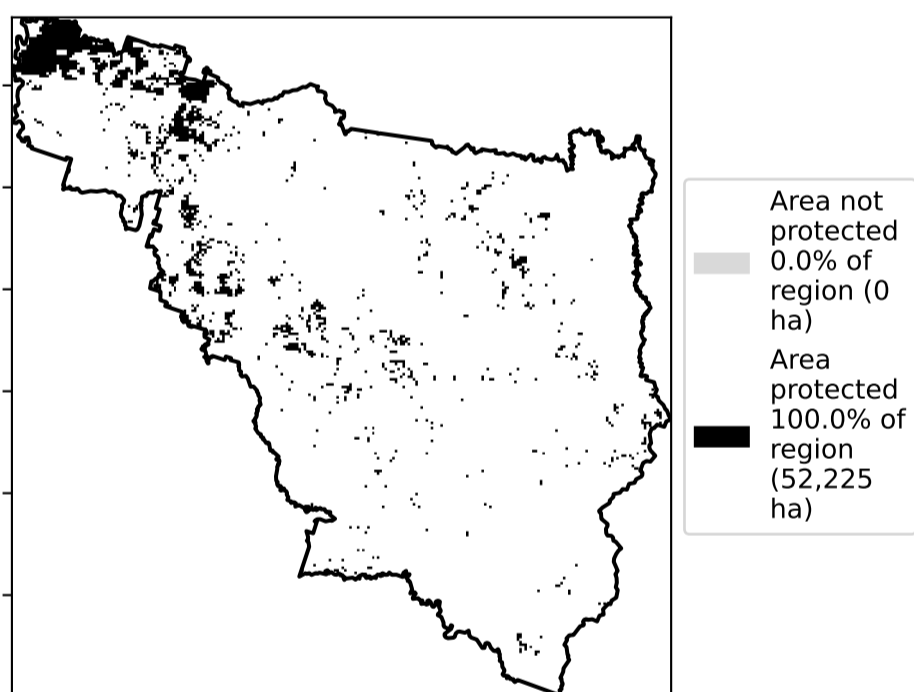 Area not
protected
0.0% of
region (0
ha)
Area
protected
100.0% of
region
(52,225
ha)